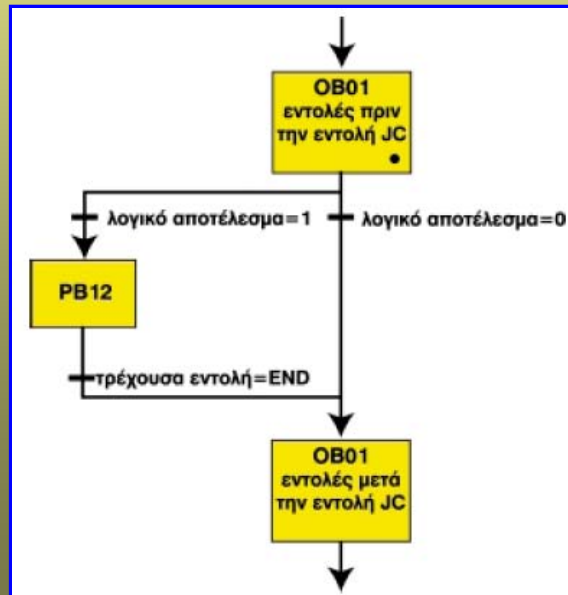 OB01
εντολές πριν
την εντολή JC
λογικό αποτέλεσμα=1
λογικό αποτέλεσμα=0
PB12
τρέχουσα εντολή=END
OB01
εντολές μετά
την εντολή JC